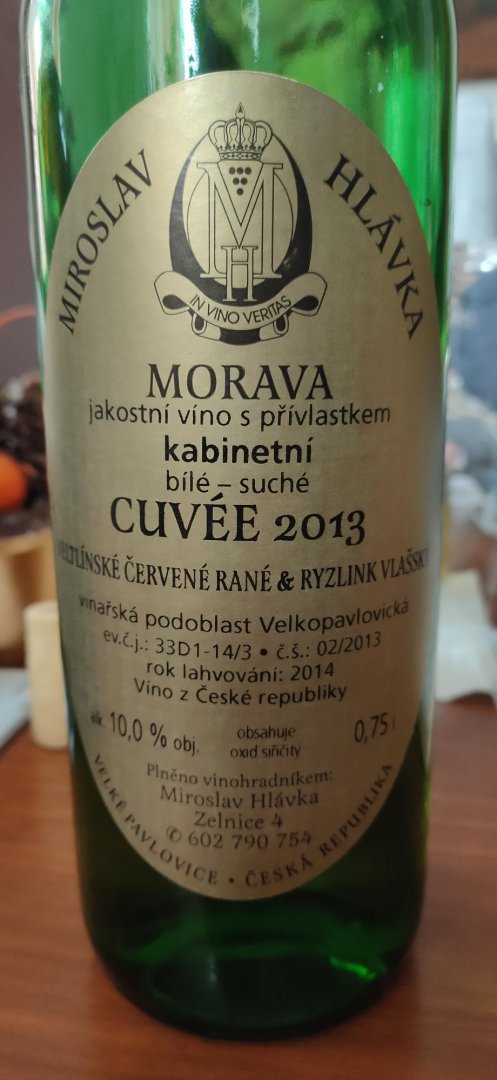 MIROSLAV HLÁVKA
MH
IN VINO VERITAS
MORAVA
jakostní víno s přívlastkem
kabinetní
bílé – suché
CUVÉE 2013
VELTLÍNSKÉ ČERVENÉ RANÉ & RYZLINK VLAŠSKÝ
vinařská podoblast Velkopavlovická
ev.č.j.: 33D1-14/3 • č.š.: 02/2013
rok lahvování: 2014
Víno z České republiky
alk. 10,0 % obj.
obsahuje
oxid siřičitý
0,75 l
Plněno vinohradníkem:
Miroslav Hlávka
Zelnice 4
✆ 602 790 754
VELKÉ PAVLOVICE • ČESKÁ REPUBLIKA